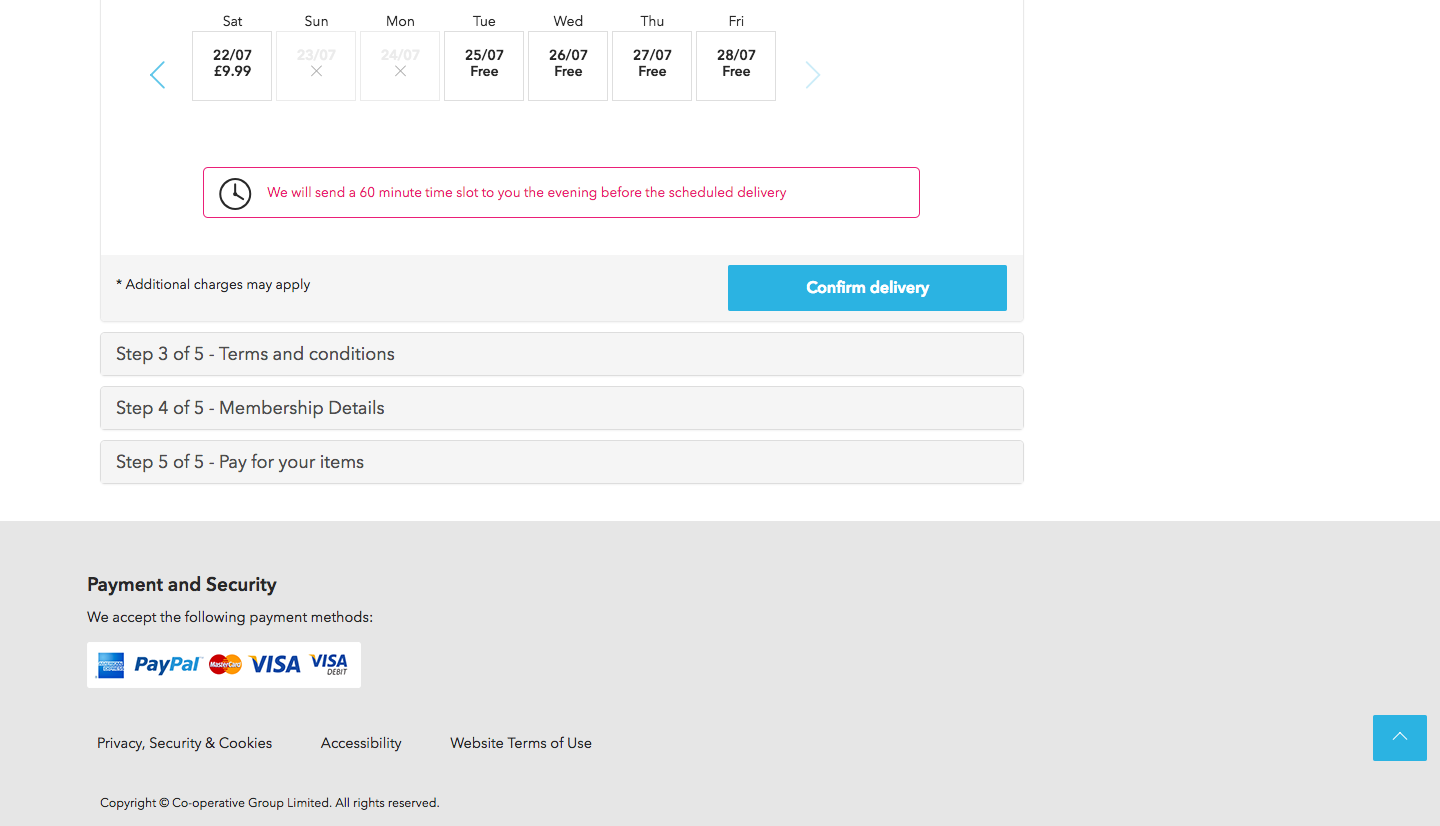 Sat Sun Mon Tue Wed Thu Fri
22/07 23/07 24/07 25/07 26/07 27/07 28/07
£9.99 Free Free Free Free
We will send a 60 minute time slot to you the evening before the scheduled delivery
* Additional charges may apply
Confirm delivery
Step 3 of 5 - Terms and conditions
Step 4 of 5 - Membership Details
Step 5 of 5 - Pay for your items
Payment and Security
We accept the following payment methods:
AMERICAN EXPRESS PayPal MasterCard VISA VISA DEBIT
Privacy, Security & Cookies Accessibility Website Terms of Use
Copyright © Co-operative Group Limited. All rights reserved.